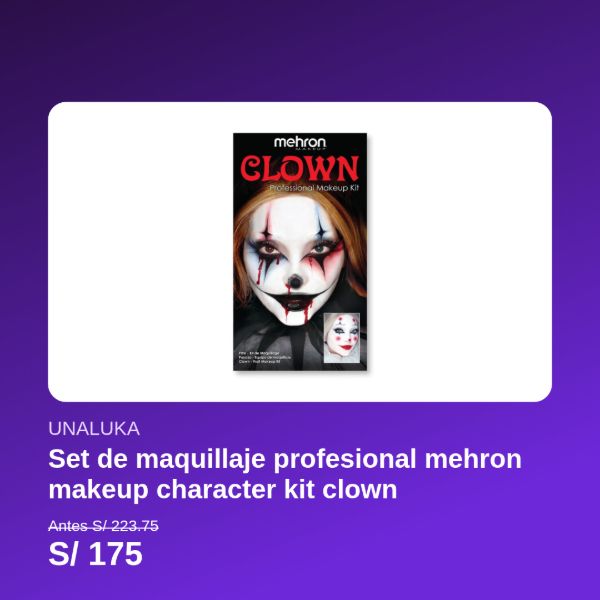 mehron
MAKEUP
CLOWN
Professional Makeup Kit
UNALUKA
Set de maquillaje profesional mehron
makeup character kit clown
Antes S/ 223.75
S/ 175